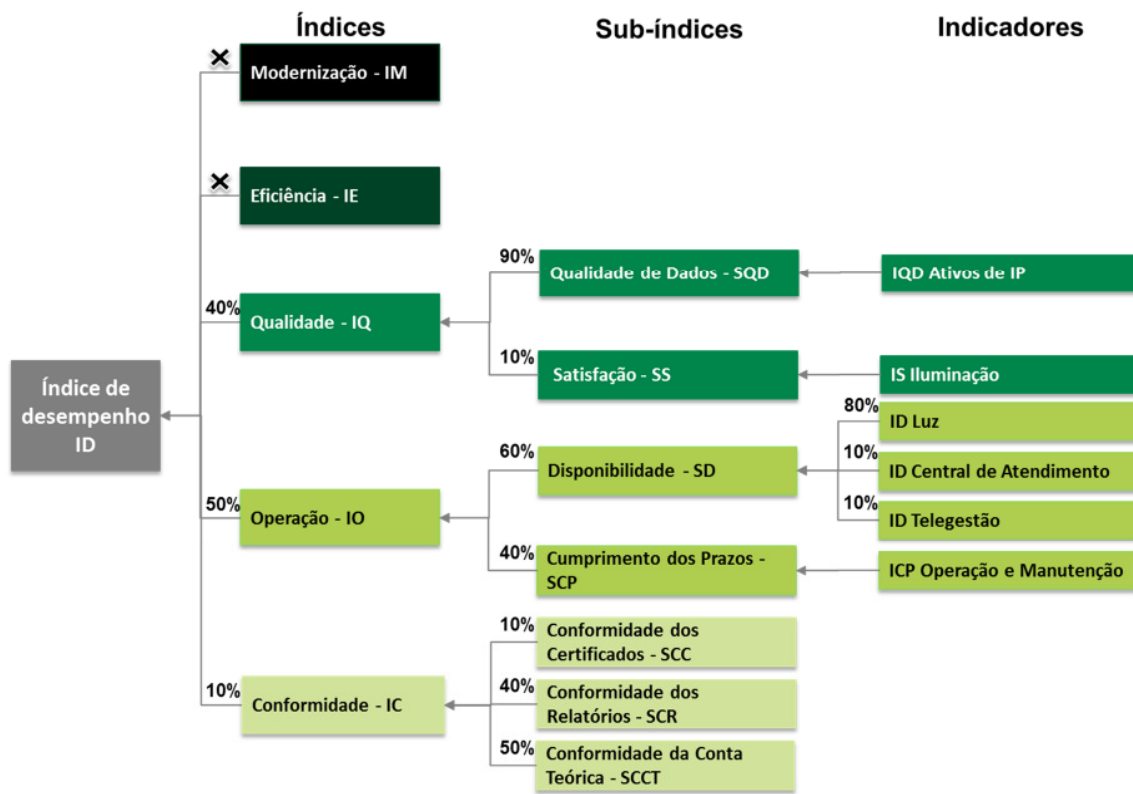 Índices
Sub-índices
Indicadores
×
Modernização - IM
×
Eficiência - IE
90%
Qualidade de Dados - SQD
IQD Ativos de IP
40%
Qualidade - IQ
10%
Satisfação - SS
IS Iluminação
Índice de
desempenho
ID
80%
ID Luz
60%
Disponibilidade - SD
10%
ID Central de Atendimento
10%
ID Telegestão
50%
Operação - IO
40%
Cumprimento dos Prazos -
SCP
ICP Operação e Manutenção
10%
Conformidade dos
Certificados - SCC
10%
Conformidade - IC
40%
Conformidade dos
Relatórios - SCR
50%
Conformidade da Conta
Teórica - SCCT